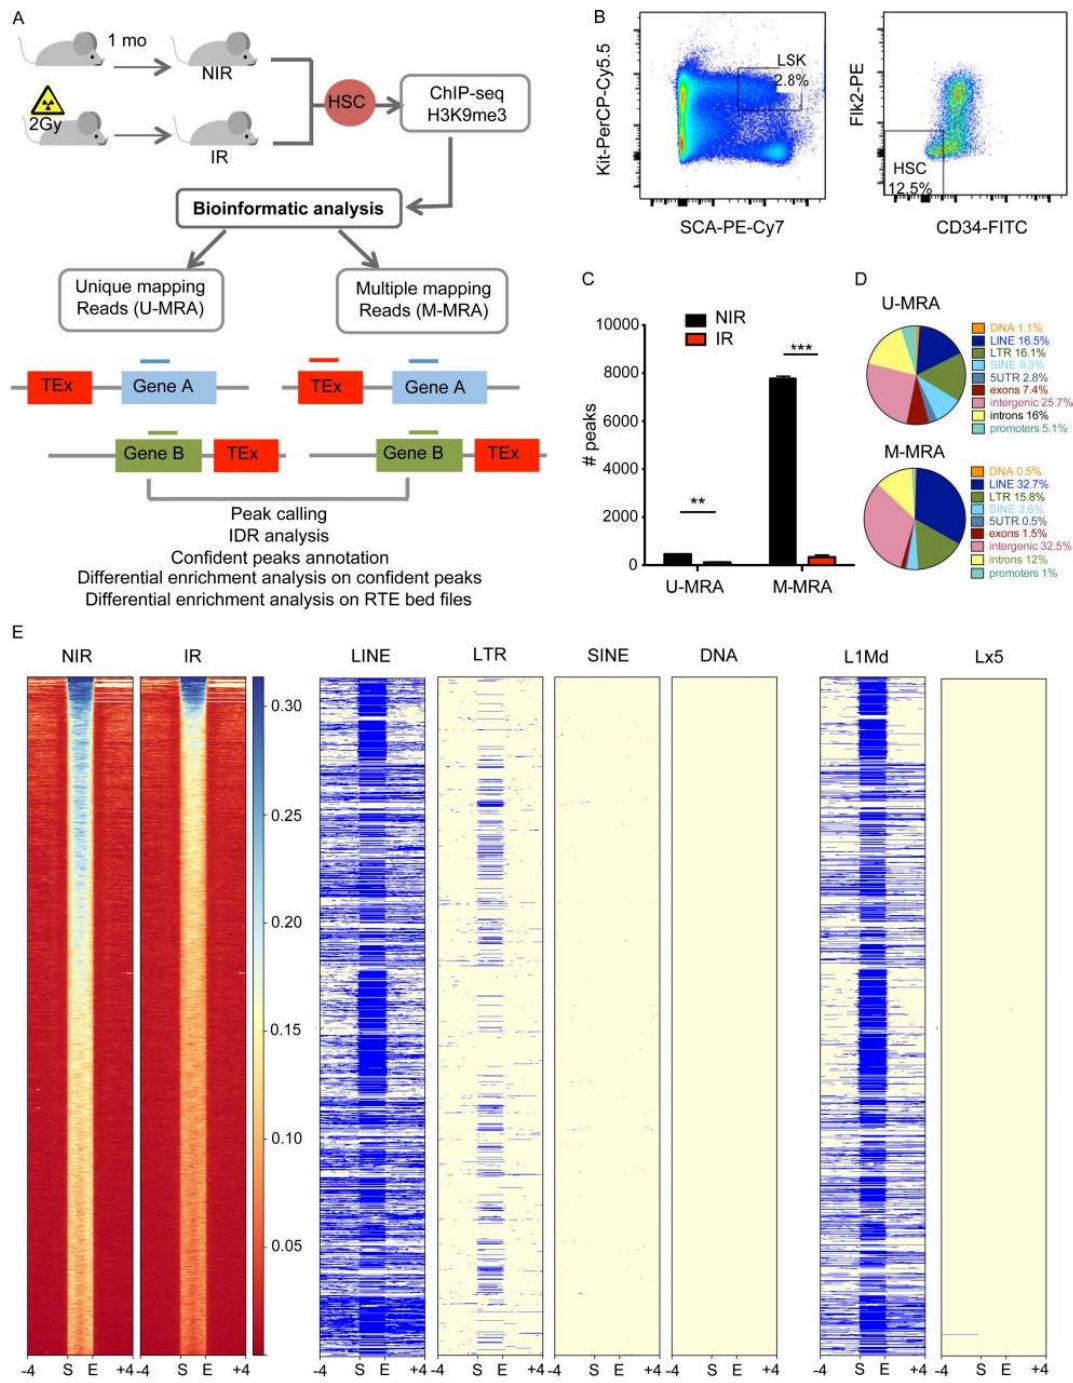 A
1 mo
NIR
2Gy
IR
HSC
ChIP-seq
H3K9me3
Bioinformatic analysis
Unique mapping
Reads (U-MRA)
Multiple mapping
Reads (M-MRA)
TEx
Gene A
TEx
Gene A
Gene B
TEx
Gene B
TEx
Peak calling
IDR analysis
Confident peaks annotation
Differential enrichment analysis on confident peaks
Differential enrichment analysis on RTE bed files
B
Kit-PerCP-Cy5.5
LSK
2.8%
SCA-PE-Cy7
Flk2-PE
HSC
12.5%
CD34-FITC
C
NIR
IR
# peaks
10000
8000
6000
4000
2000
0
**
***
U-MRA
M-MRA
D
U-MRA
DNA 1.1%
LINE 16.5%
LTR 16.1%
SINE 9.3%
5UTR 2.8%
exons 7.4%
intergenic 25.7%
introns 16%
promoters 5.1%
M-MRA
DNA 0.5%
LINE 32.7%
LTR 15.8%
SINE 3.6%
5UTR 0.5%
exons 1.5%
intergenic 32.5%
introns 12%
promoters 1%
E
NIR
IR
LINE
LTR
SINE
DNA
L1Md
Lx5
0.30
0.25
0.20
0.15
0.10
0.05
-4 S E +4
-4 S E +4
-4 S E +4
-4 S E +4
-4 S E +4
-4 S E +4
-4 S E +4
-4 S E +4